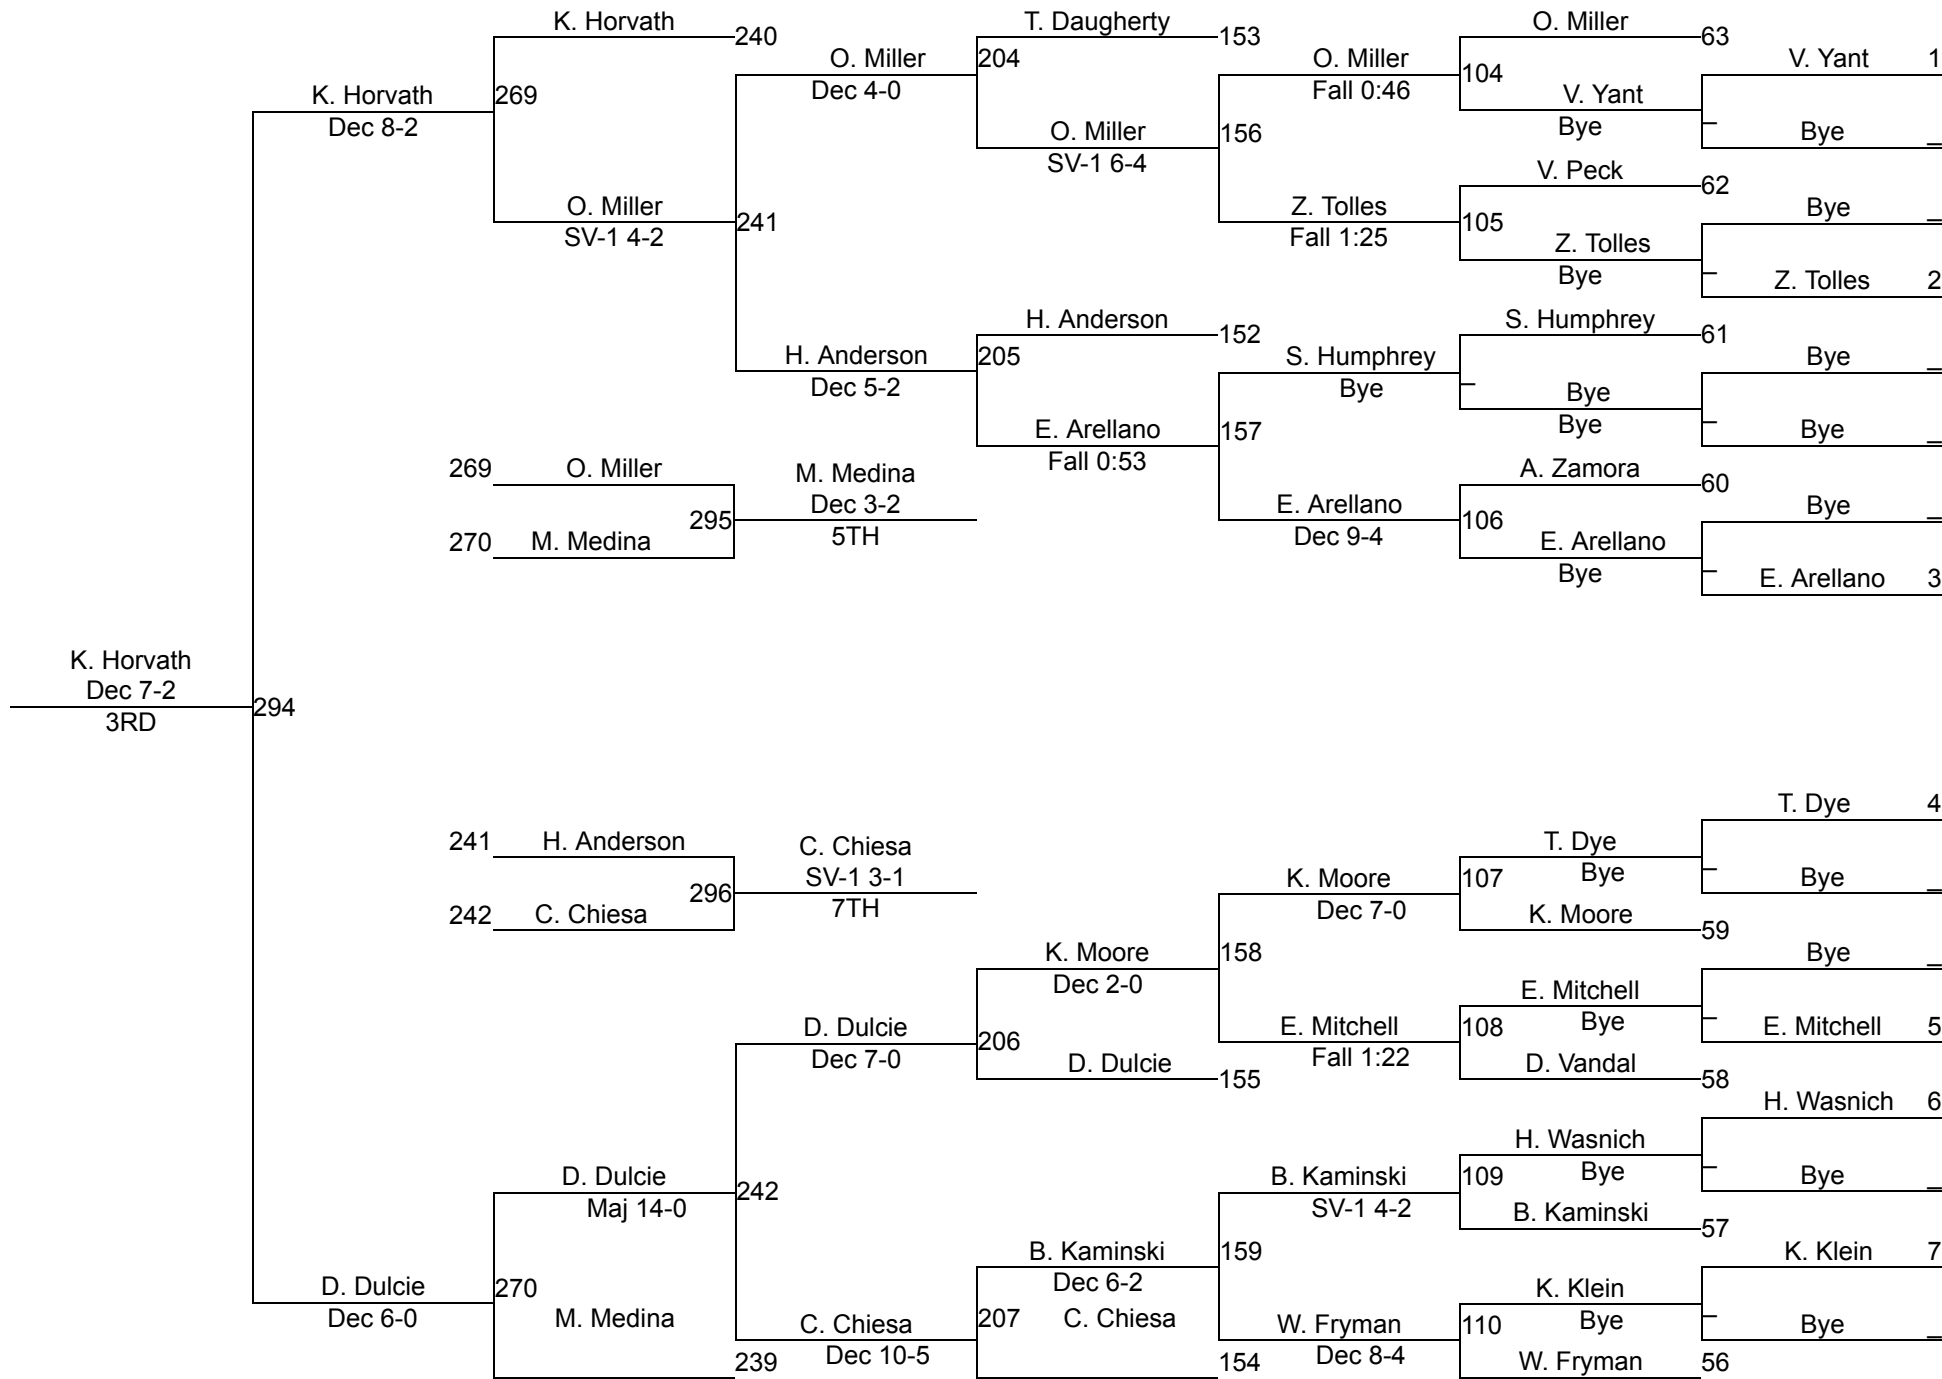 K. Horvath 240
T. Daugherty 153
O. Miller 63
O. Miller 204
O. Miller
V. Yant 1
Dec 4-0
Fall 0:46
104
K. Horvath 269
V. Yant
Dec 8-2
Bye
O. Miller 156
Bye _
SV-1 6-4
V. Peck 62
O. Miller 241
Z. Tolles
Bye _
SV-1 4-2
Fall 1:25
105
Z. Tolles
Bye
Z. Tolles 2
H. Anderson 152
S. Humphrey 61
H. Anderson 205
S. Humphrey
Bye _
Dec 5-2
Bye
Bye
Bye
E. Arellano 157
Bye _
Fall 0:53
269 O. Miller
M. Medina
A. Zamora 60
Dec 3-2
E. Arellano
Bye _
295
106
5TH
Dec 9-4
270 M. Medina
E. Arellano
Bye
E. Arellano 3
K. Horvath
Dec 7-2
294
3RD
T. Dye 4
241 H. Anderson
C. Chiesa
T. Dye
SV-1 3-1
Bye
296
K. Moore 107
Bye _
7TH
Dec 7-0
242 C. Chiesa
K. Moore 59
K. Moore 158
Bye _
Dec 2-0
E. Mitchell
D. Dulcie 206
E. Mitchell 108
Bye
E. Mitchell 5
Dec 7-0
Fall 1:22
D. Dulcie 155
D. Vandal 58
H. Wasnich 6
H. Wasnich
D. Dulcie 242
B. Kaminski 109
Bye
Bye _
Maj 14-0
SV-1 4-2
B. Kaminski 57
B. Kaminski 159
K. Klein 7
Dec 6-2
D. Dulcie 270
K. Klein
Dec 6-0
M. Medina
C. Chiesa 207
C. Chiesa
W. Fryman 110
Bye
Bye _
239
Dec 10-5
154
Dec 8-4
W. Fryman 56